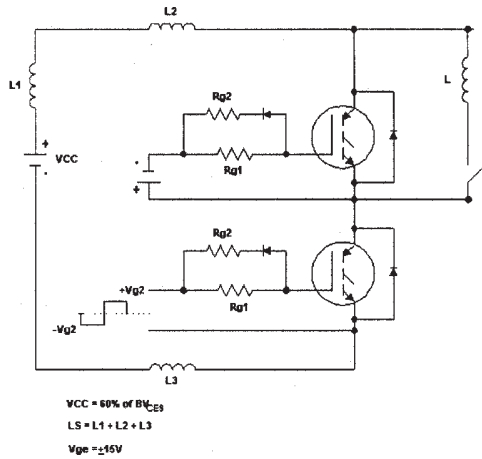 L2
L1
L
Rg2
+
VCC
-
-
+
Rg1
Rg2
+Vg2
Rg1
-Vg2
L3
VCC = 60% of BVCES
LS = L1 + L2 + L3
Vge = ±15V